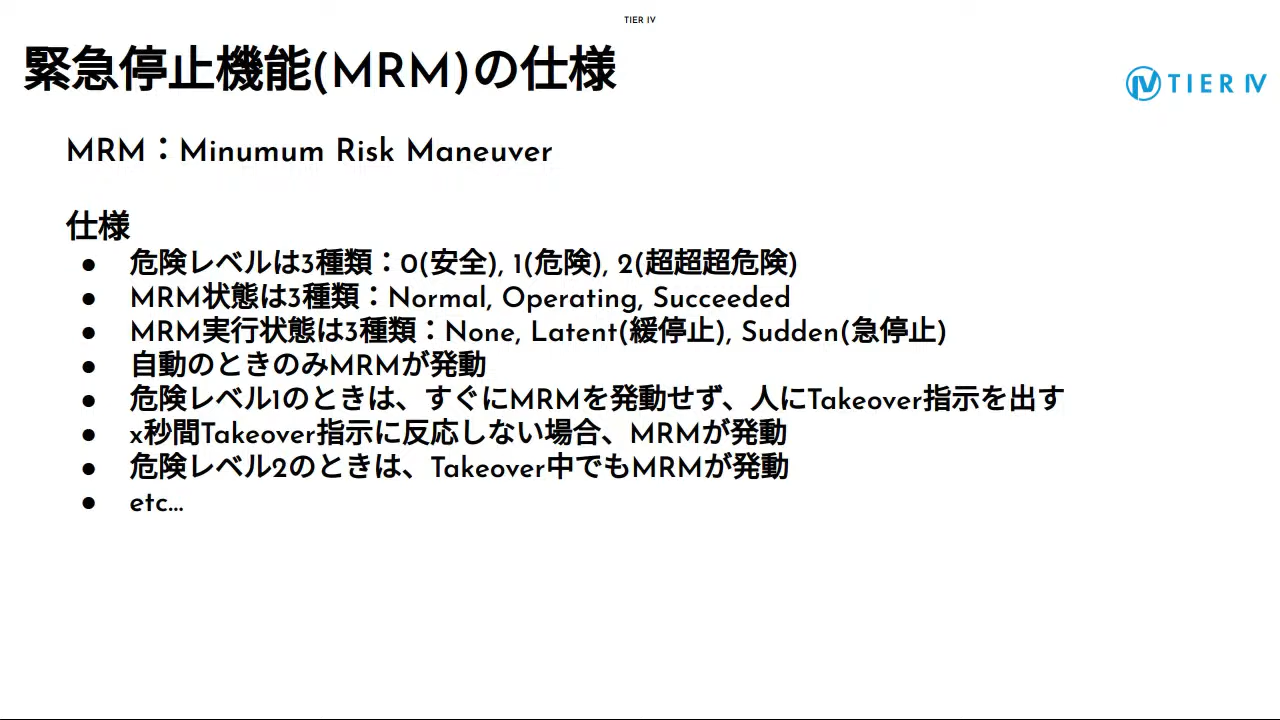 TIER IV
緊急停止機能(MRM)の仕様
TIER IV
MRM：Minumum Risk Maneuver
仕様
● 危険レベルは3種類：0(安全), 1(危険), 2(超超超危険)
● MRM状態は3種類：Normal, Operating, Succeeded
● MRM実行状態は3種類：None, Latent(緩停止), Sudden(急停止)
● 自動のときのみMRMが発動
● 危険レベル1のときは、すぐにMRMを発動せず、人にTakeover指示を出す
● x秒間Takeover指示に反応しない場合、MRMが発動
● 危険レベル2のときは、Takeover中でもMRMが発動
● etc...